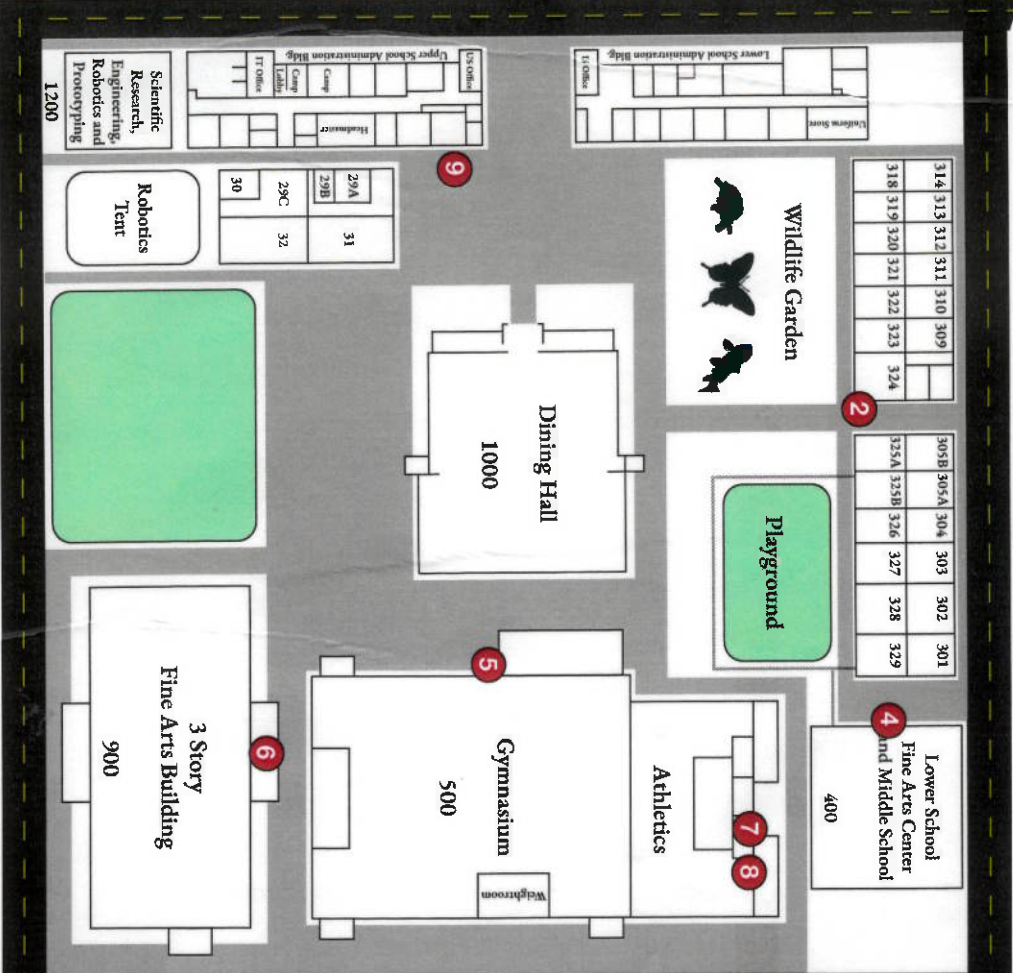 Scientific
Research,
Engineering,
Robotics and
Prototyping
1200
Upper School Administration Bldg.
US Office
IT Office
Camp
Lobby
Camp
Headmaster
Lower School Administration Bldg.
LS Office
Uniform Store
Robotics
Tent
30
29C
29B
29A
32
31
9
Wildlife Garden
314
313
312
311
310
309
318
319
320
321
322
323
324
2
305B
305A
304
303
302
301
325A
325B
326
327
328
329
Playground
Dining Hall
1000
4
Lower School
Fine Arts Center
and Middle School
400
5
Gymnasium
500
Weightroom
Athletics
7
8
6
3 Story
Fine Arts Building
900